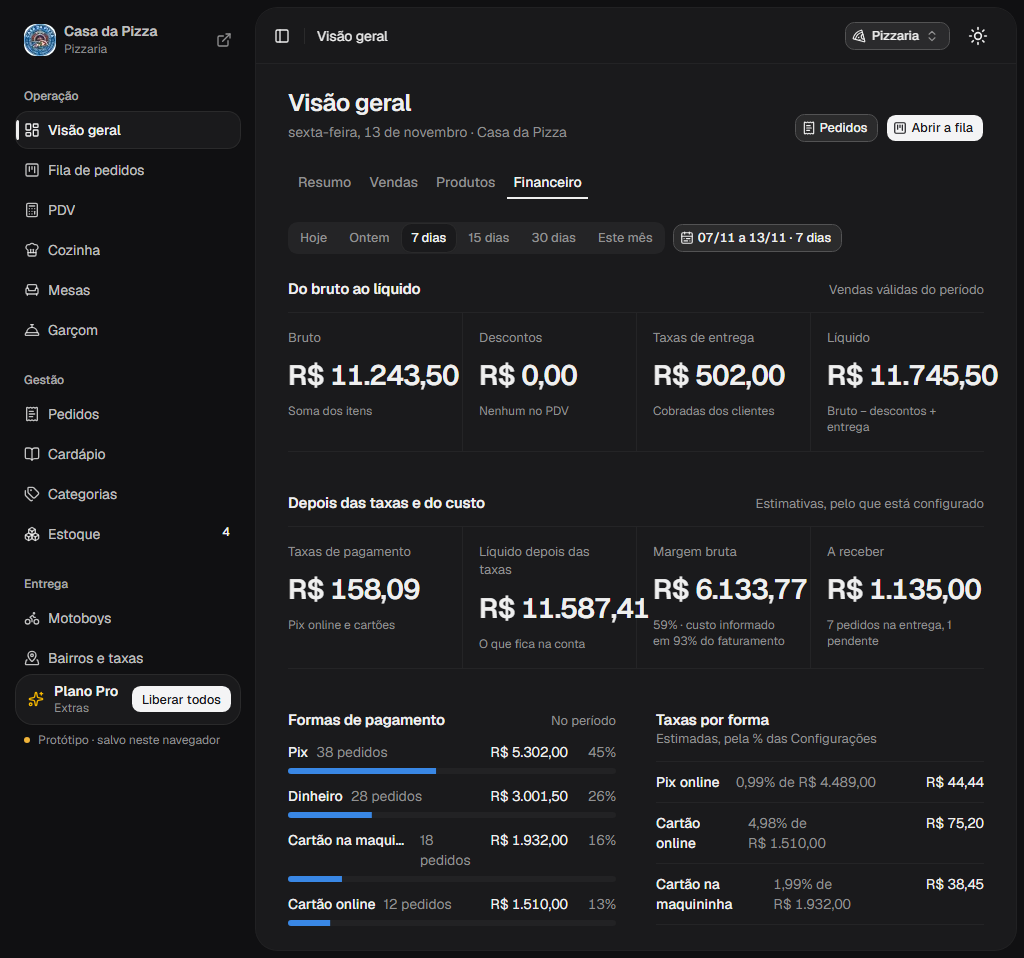 Casa da Pizza
Pizzaria
Operação
Visão geral
Fila de pedidos
PDV
Cozinha
Mesas
Garçom
Gestão
Pedidos
Cardápio
Categorias
Estoque 4
Entrega
Motoboys
Bairros e taxas
Plano Pro
Extras
Liberar todos
Protótipo · salvo neste navegador
Visão geral
Pizzaria
Visão geral
sexta-feira, 13 de novembro · Casa da Pizza
Pedidos
Abrir a fila
Resumo Vendas Produtos Financeiro
Hoje Ontem 7 dias 15 dias 30 dias Este mês
07/11 a 13/11 · 7 dias
Do bruto ao líquido
Vendas válidas do período
Bruto
R$ 11.243,50
Soma dos itens
Descontos
R$ 0,00
Nenhum no PDV
Taxas de entrega
R$ 502,00
Cobradas dos clientes
Líquido
R$ 11.745,50
Bruto − descontos +
entrega
Depois das taxas e do custo
Estimativas, pelo que está configurado
Taxas de pagamento
R$ 158,09
Pix online e cartões
Líquido depois das
taxas
R$ 11.587,41
O que fica na conta
Margem bruta
R$ 6.133,77
59% · custo informado
em 93% do faturamento
A receber
R$ 1.135,00
7 pedidos na entrega, 1
pendente
Formas de pagamento
No período
Pix 38 pedidos R$ 5.302,00 45%
Dinheiro 28 pedidos R$ 3.001,50 26%
Cartão na maqui... 18 R$ 1.932,00 16%
pedidos
Cartão online 12 pedidos R$ 1.510,00 13%
Taxas por forma
Estimadas, pela % das Configurações
Pix online 0,99% de R$ 4.489,00 R$ 44,44
Cartão 4,98% de R$ 75,20
online R$ 1.510,00
Cartão na 1,99% de R$ 38,45
maquininha R$ 1.932,00